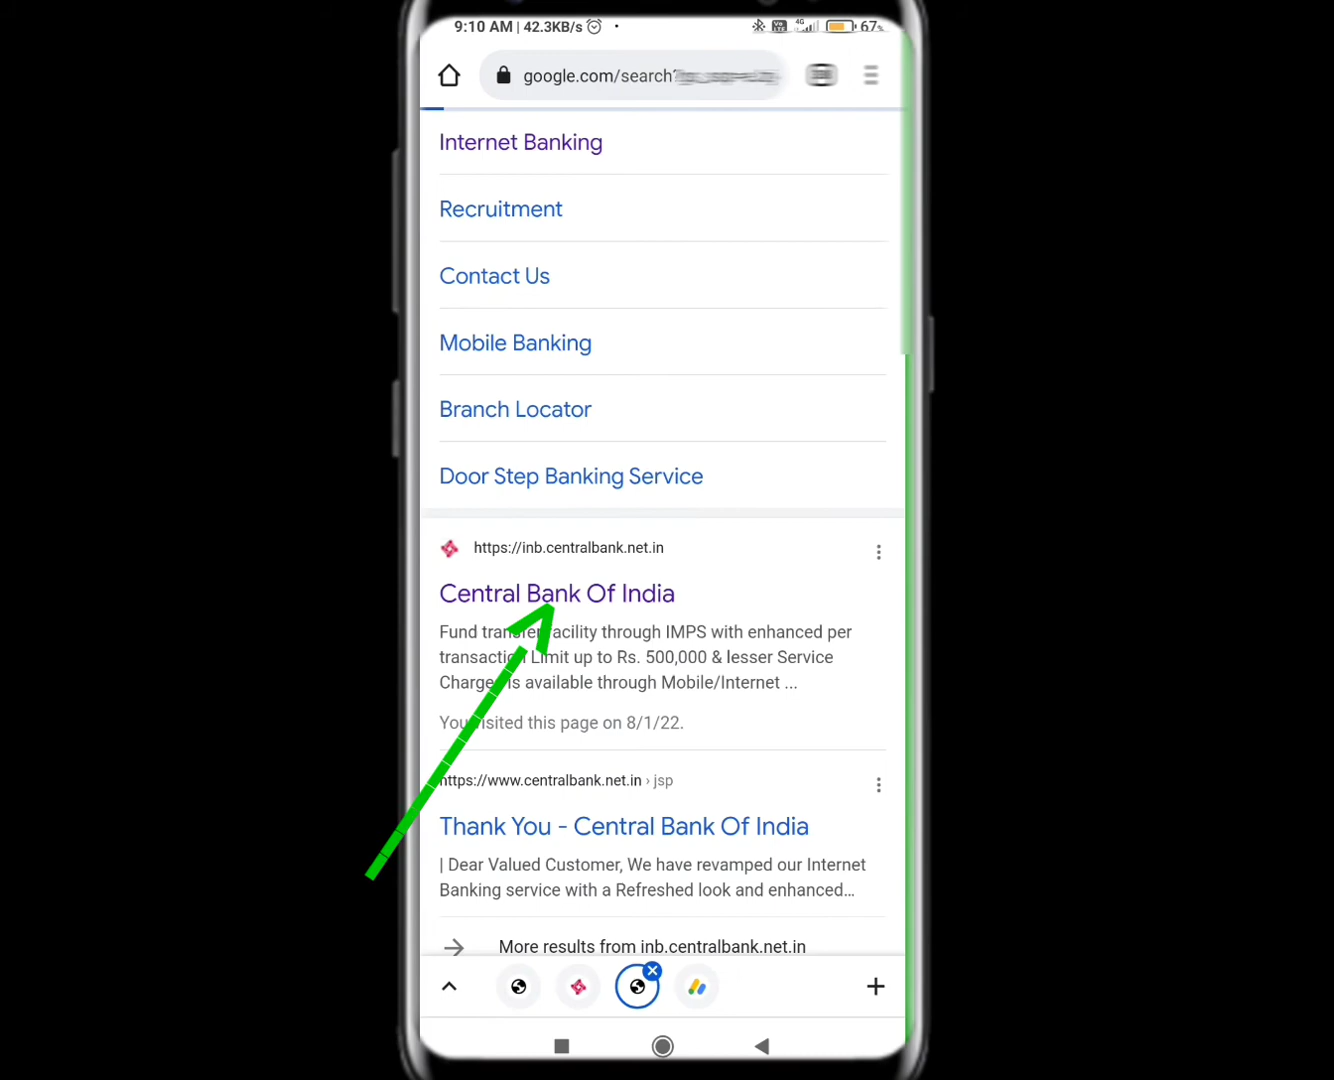 9:10 AM | 42.3KB/s
4G 67%
google.com/search?
Internet Banking
Recruitment
Contact Us
Mobile Banking
Branch Locator
Door Step Banking Service
https://inb.centralbank.net.in
Central Bank Of India
Fund transfer facility through IMPS with enhanced per
transaction Limit up to Rs. 500,000 & lesser Service
Charges is available through Mobile/Internet ...
You visited this page on 8/1/22.
https://www.centralbank.net.in › jsp
Thank You - Central Bank Of India
| Dear Valued Customer, We have revamped our Internet
Banking service with a Refreshed look and enhanced...
More results from inb.centralbank.net.in